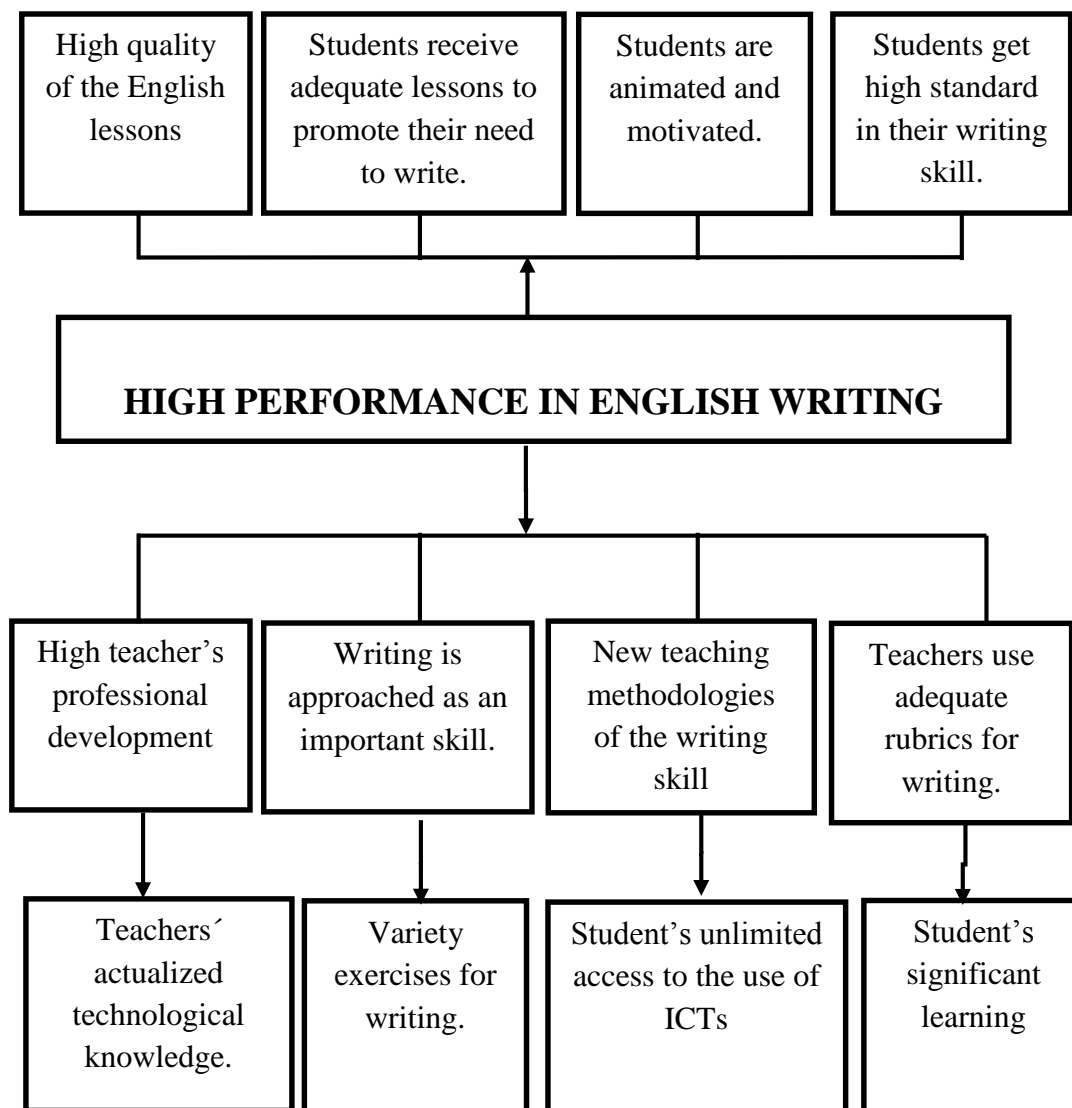 High quality
of the English
lessons
Students receive
adequate lessons to
promote their need
to write.
Students are
animated and
motivated.
Students get
high standard
in their writing
skill.
HIGH PERFORMANCE IN ENGLISH WRITING
High teacher’s
professional
development
Writing is
approached as an
important skill.
New teaching
methodologies
of the writing
skill
Teachers use
adequate
rubrics for
writing.
Teachers´
actualized
technological
knowledge.
Variety
exercises for
writing.
Student’s unlimited
access to the use of
ICTs
Student’s
significant
learning